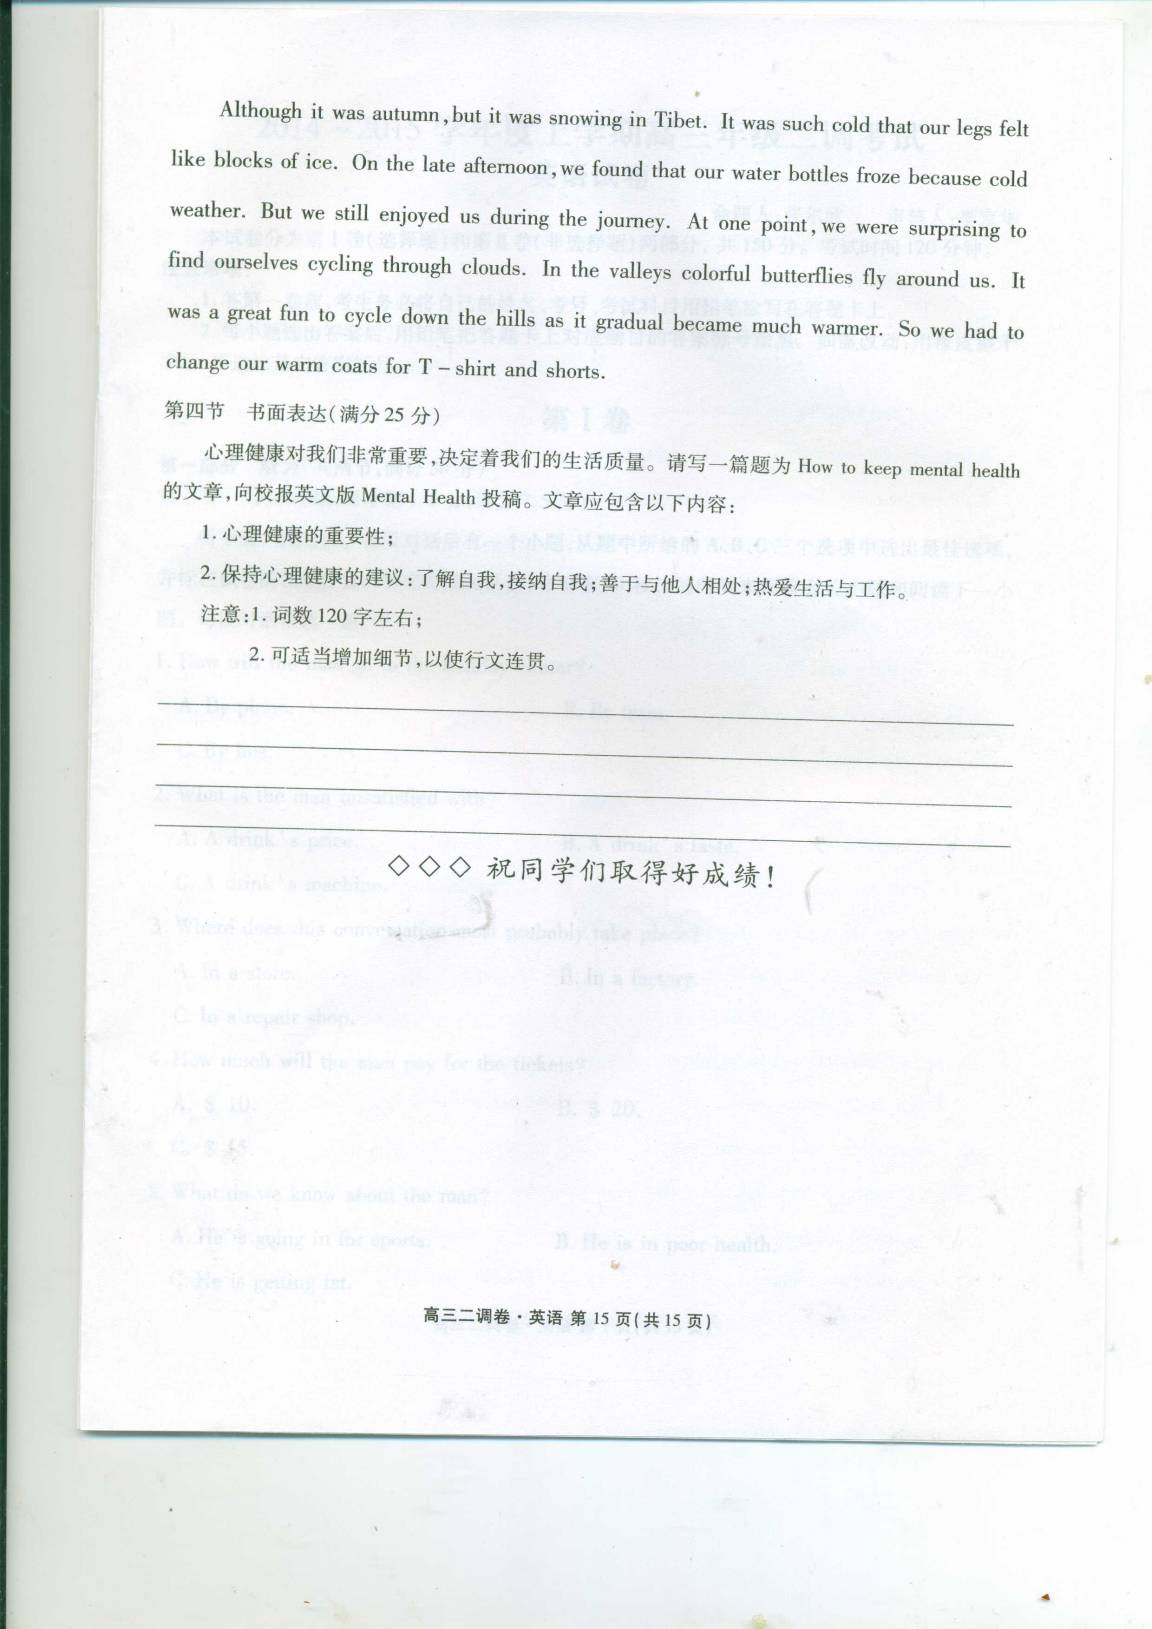 Although it was autumn,but it was snowing in Tibet. It was such cold that our legs felt
like blocks of ice. On the late afternoon,we found that our water bottles froze because cold
weather. But we still enjoyed us during the journey. At one point,we were surprising to
find ourselves cycling through clouds. In the valleys colorful butterflies fly around us. It
was a great fun to cycle down the hills as it gradual became much warmer. So we had to
change our warm coats for T-shirt and shorts.
第四节 书面表达(满分25分)
心理健康对我们非常重要,决定着我们的生活质量。请写一篇题为 How to keep mental health
的文章,向校报英文版 Mental Health 投稿。文章应包含以下内容:
1. 心理健康的重要性;
2. 保持心理健康的建议:了解自我,接纳自我;善于与他人相处;热爱生活与工作。
注意:1. 词数120字左右;
2. 可适当增加细节,以使行文连贯。
◇◇◇ 祝同学们取得好成绩!
高三二调卷·英语 第15页(共15页)